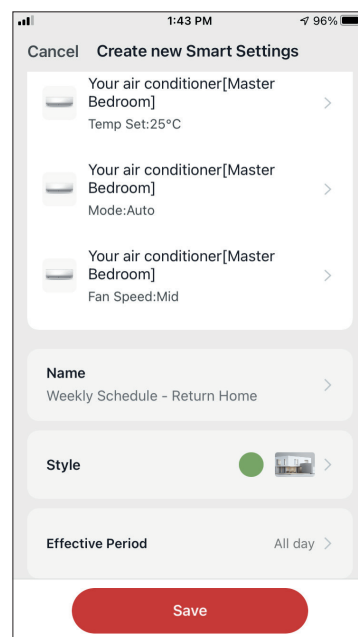 1:43 PM
96%
Cancel Create new Smart Settings
Your air conditioner[Master
Bedroom]
Temp Set:25°C
Your air conditioner[Master
Bedroom]
Mode:Auto
Your air conditioner[Master
Bedroom]
Fan Speed:Mid
Name
Weekly Schedule - Return Home
Style
Effective Period All day
Save